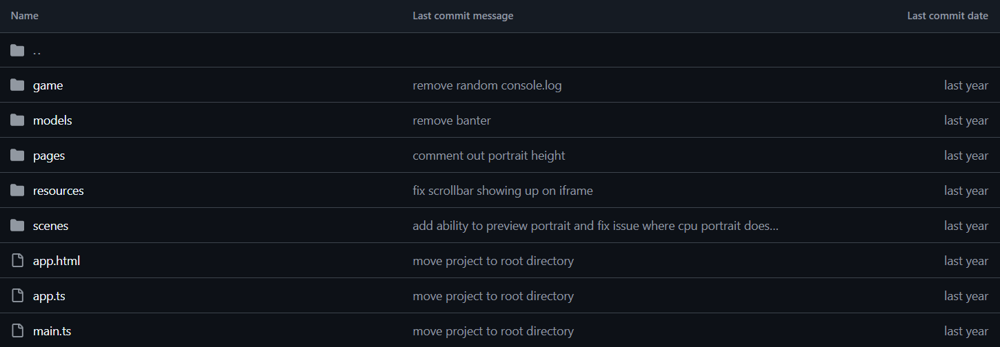 Name Last commit message Last commit date
..
game remove random console.log last year
models remove banter last year
pages comment out portrait height last year
resources fix scrollbar showing up on iframe last year
scenes add ability to preview portrait and fix issue where cpu portrait does... last year
app.html move project to root directory last year
app.ts move project to root directory last year
main.ts move project to root directory last year